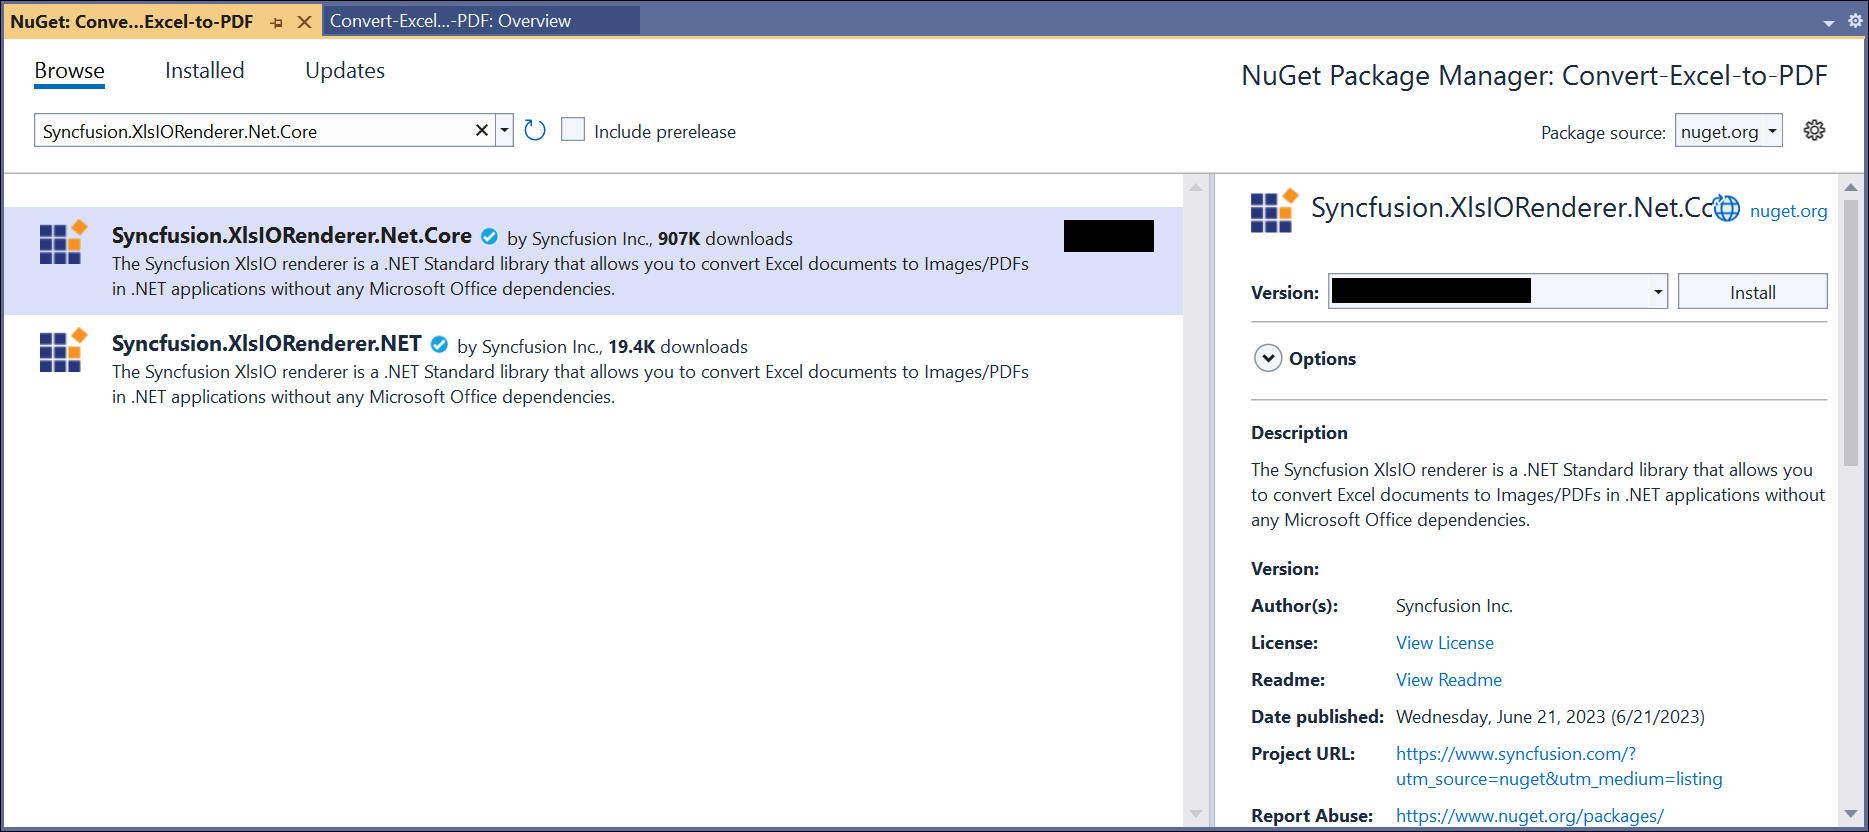 NuGet: Conve...Excel-to-PDF
Convert-Excel...-PDF: Overview
Browse
Installed
Updates
NuGet Package Manager: Convert-Excel-to-PDF
Syncfusion.XlsIORenderer.Net.Core
Include prerelease
Package source:
nuget.org
Syncfusion.XlsIORenderer.Net.Core by Syncfusion Inc., 907K downloads
The Syncfusion XlsIO renderer is a .NET Standard library that allows you to convert Excel documents to Images/PDFs
in .NET applications without any Microsoft Office dependencies.
Syncfusion.XlsIORenderer.NET by Syncfusion Inc., 19.4K downloads
The Syncfusion XlsIO renderer is a .NET Standard library that allows you to convert Excel documents to Images/PDFs
in .NET applications without any Microsoft Office dependencies.
Syncfusion.XlsIORenderer.Net.Cc
nuget.org
Version:
Install
Options
Description
The Syncfusion XlsIO renderer is a .NET Standard library that allows you
to convert Excel documents to Images/PDFs in .NET applications without
any Microsoft Office dependencies.
Version:
Author(s): Syncfusion Inc.
License: View License
Readme: View Readme
Date published: Wednesday, June 21, 2023 (6/21/2023)
Project URL: https://www.syncfusion.com/?
utm_source=nuget&utm_medium=listing
Report Abuse: https://www.nuget.org/packages/